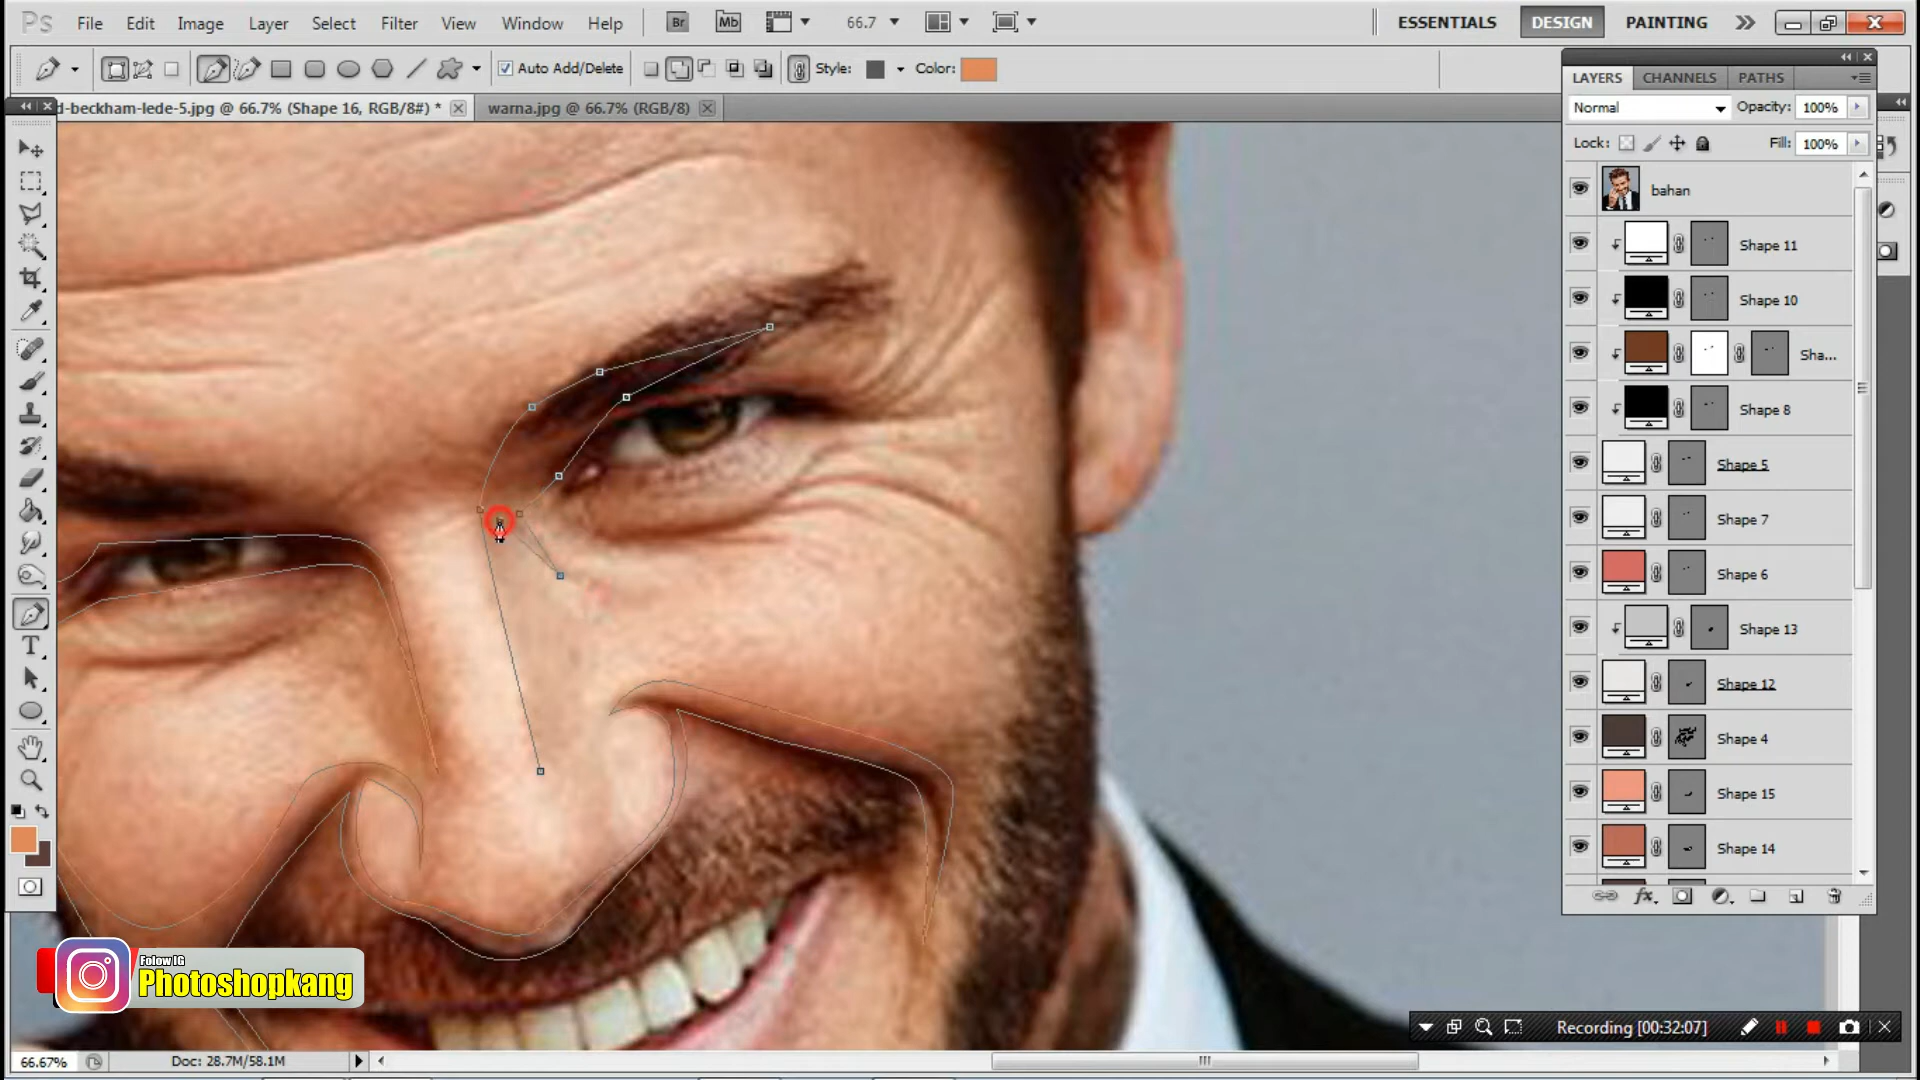 Ps File Edit Image Layer Select Filter View Window Help Br Mb 66.7 ESSENTIALS DESIGN PAINTING
Auto Add/Delete Style: Color:
d-beckham-lede-5.jpg @ 66.7% (Shape 16, RGB/8#) * warna.jpg @ 66.7% (RGB/8)
LAYERS CHANNELS PATHS
Normal Opacity: 100%
Lock: Fill: 100%
bahan
Shape 11
Shape 10
Sha...
Shape 8
Shape 5
Shape 7
Shape 6
Shape 13
Shape 12
Shape 4
Shape 15
Shape 14
fx
T
Folow IG
Photoshopkang
Recording [00:32:07]
66.67% Doc: 28.7M/58.1M